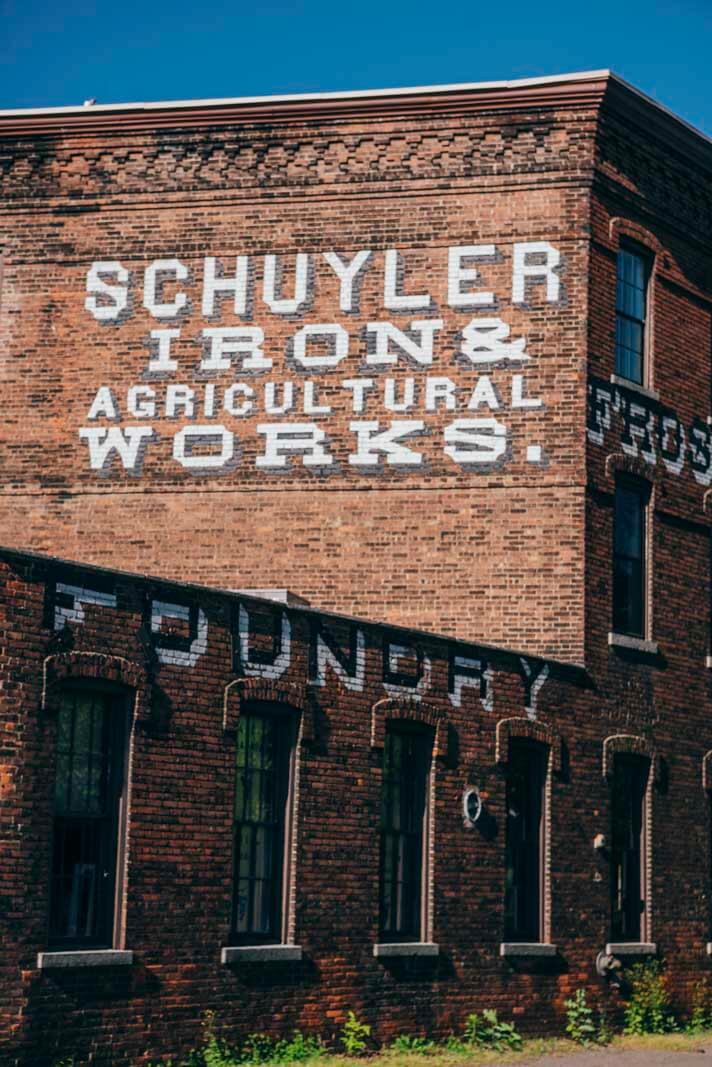 SCHUYLER
IRON &
AGRICULTURAL
WORKS.
FOUNDRY